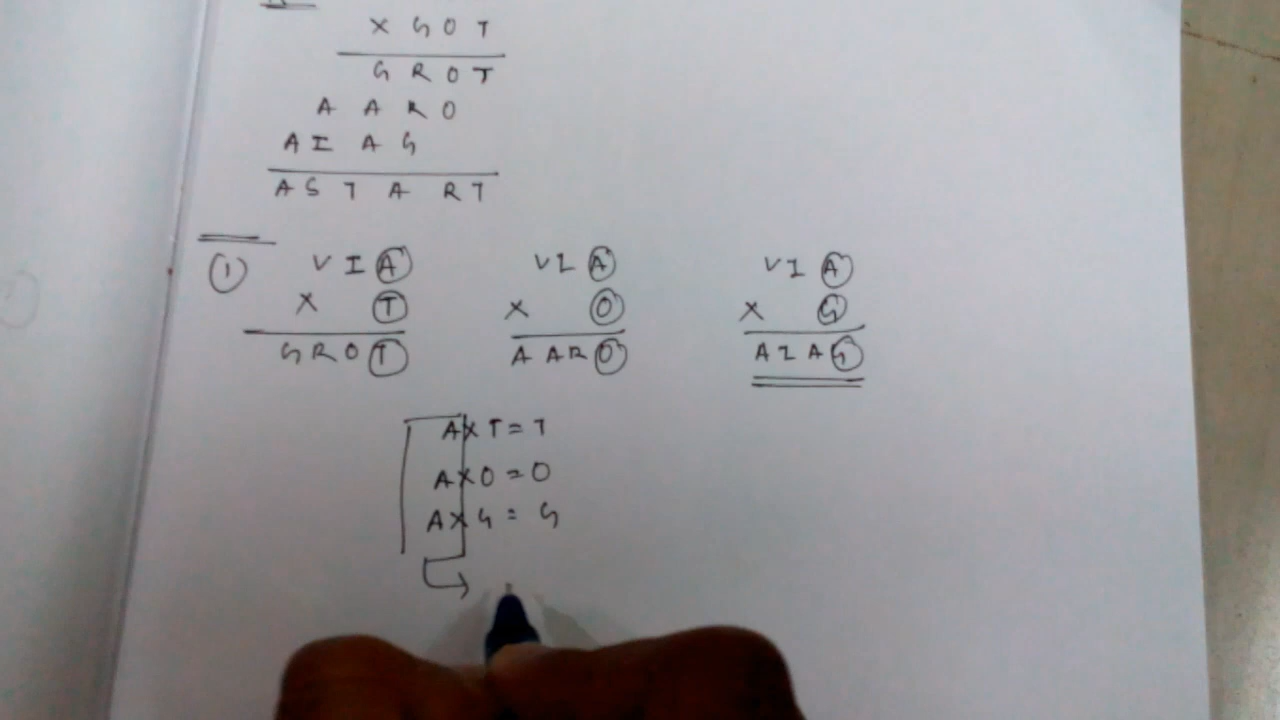 X G O T
G R O T
A A R O
A I A G
A S T A R T
1 V I A V I A V I A
X T X O X G
G R O T A A R O A I A G
A X T = T
A X O = O
A X G = G